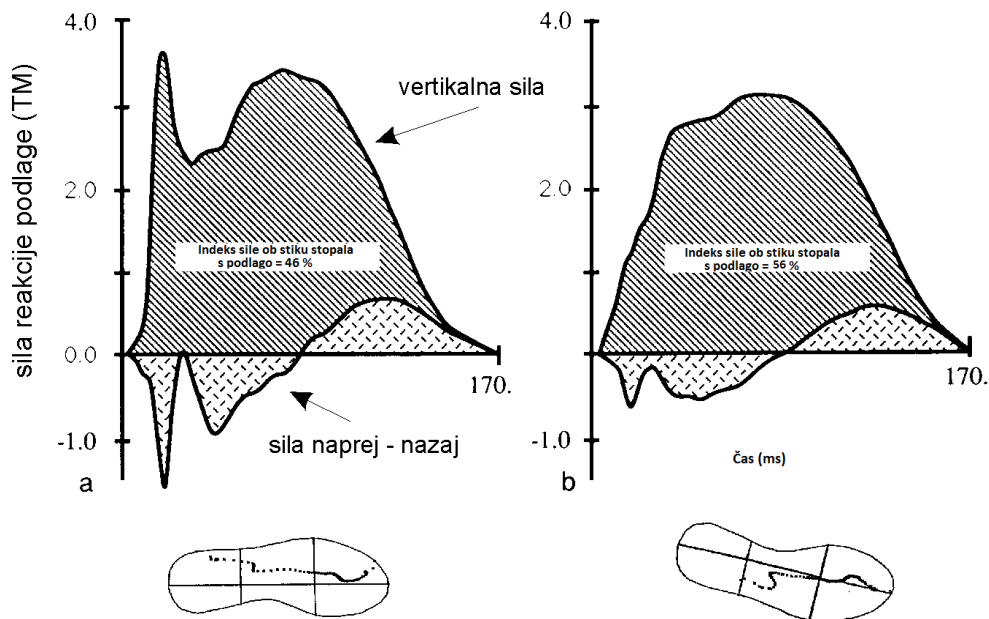 sila reakcije podlage (TM)
4.0
2.0
0.0
-1.0
a
vertikalna sila
Indeks sile ob stiku stopala
s podlago = 46 %
170.
sila naprej - nazaj
4.0
2.0
.0
-1.0
b
Indeks sile ob stiku stopala
s podlago = 56 %
170.
Čas (ms)